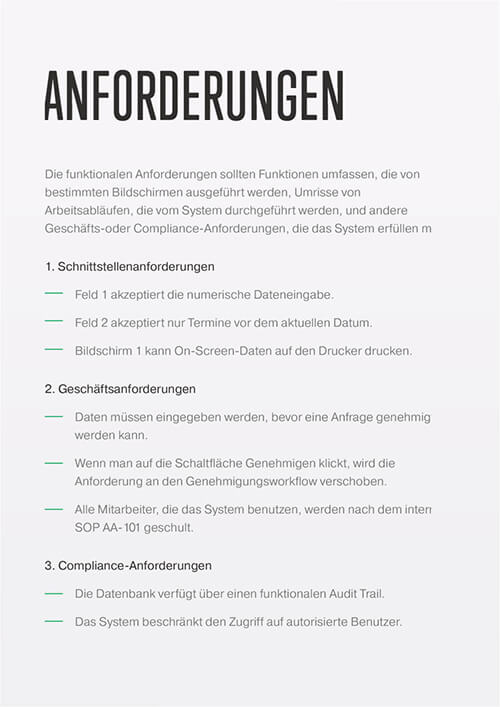 ANFORDERUNGEN
Die funktionalen Anforderungen sollten Funktionen umfassen, die von
bestimmten Bildschirmen ausgeführt werden, Umrisse von
Arbeitsabläufen, die vom System durchgeführt werden, und andere
Geschäfts-oder Compliance-Anforderungen, die das System erfüllen m
1. Schnittstellenanforderungen
Feld 1 akzeptiert die numerische Dateneingabe.
Feld 2 akzeptiert nur Termine vor dem aktuellen Datum.
Bildschirm 1 kann On-Screen-Daten auf den Drucker drucken.
2. Geschäftsanforderungen
Daten müssen eingegeben werden, bevor eine Anfrage genehmig
werden kann.
Wenn man auf die Schaltfläche Genehmigen klickt, wird die
Anforderung an den Genehmigungsworkflow verschoben.
Alle Mitarbeiter, die das System benutzen, werden nach dem intern
SOP AA-101 geschult.
3. Compliance-Anforderungen
Die Datenbank verfügt über einen funktionalen Audit Trail.
Das System beschränkt den Zugriff auf autorisierte Benutzer.